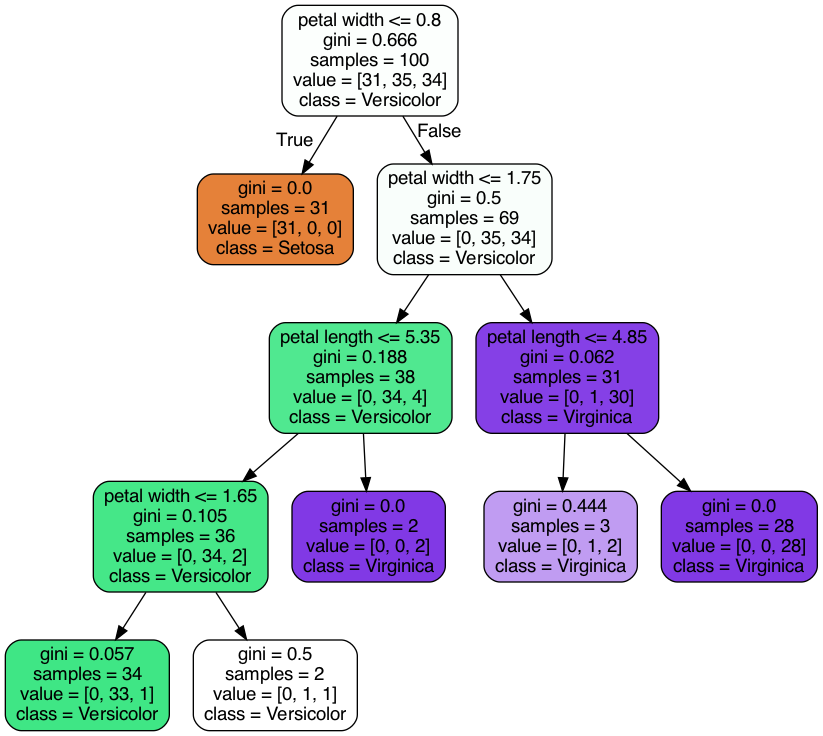 petal width <= 0.8
gini = 0.666
samples = 100
value = [31, 35, 34]
class = Versicolor
True
False
gini = 0.0
samples = 31
value = [31, 0, 0]
class = Setosa
petal width <= 1.75
gini = 0.5
samples = 69
value = [0, 35, 34]
class = Versicolor
petal length <= 5.35
gini = 0.188
samples = 38
value = [0, 34, 4]
class = Versicolor
petal length <= 4.85
gini = 0.062
samples = 31
value = [0, 1, 30]
class = Virginica
petal width <= 1.65
gini = 0.105
samples = 36
value = [0, 34, 2]
class = Versicolor
gini = 0.0
samples = 2
value = [0, 0, 2]
class = Virginica
gini = 0.444
samples = 3
value = [0, 1, 2]
class = Virginica
gini = 0.0
samples = 28
value = [0, 0, 28]
class = Virginica
gini = 0.057
samples = 34
value = [0, 33, 1]
class = Versicolor
gini = 0.5
samples = 2
value = [0, 1, 1]
class = Versicolor